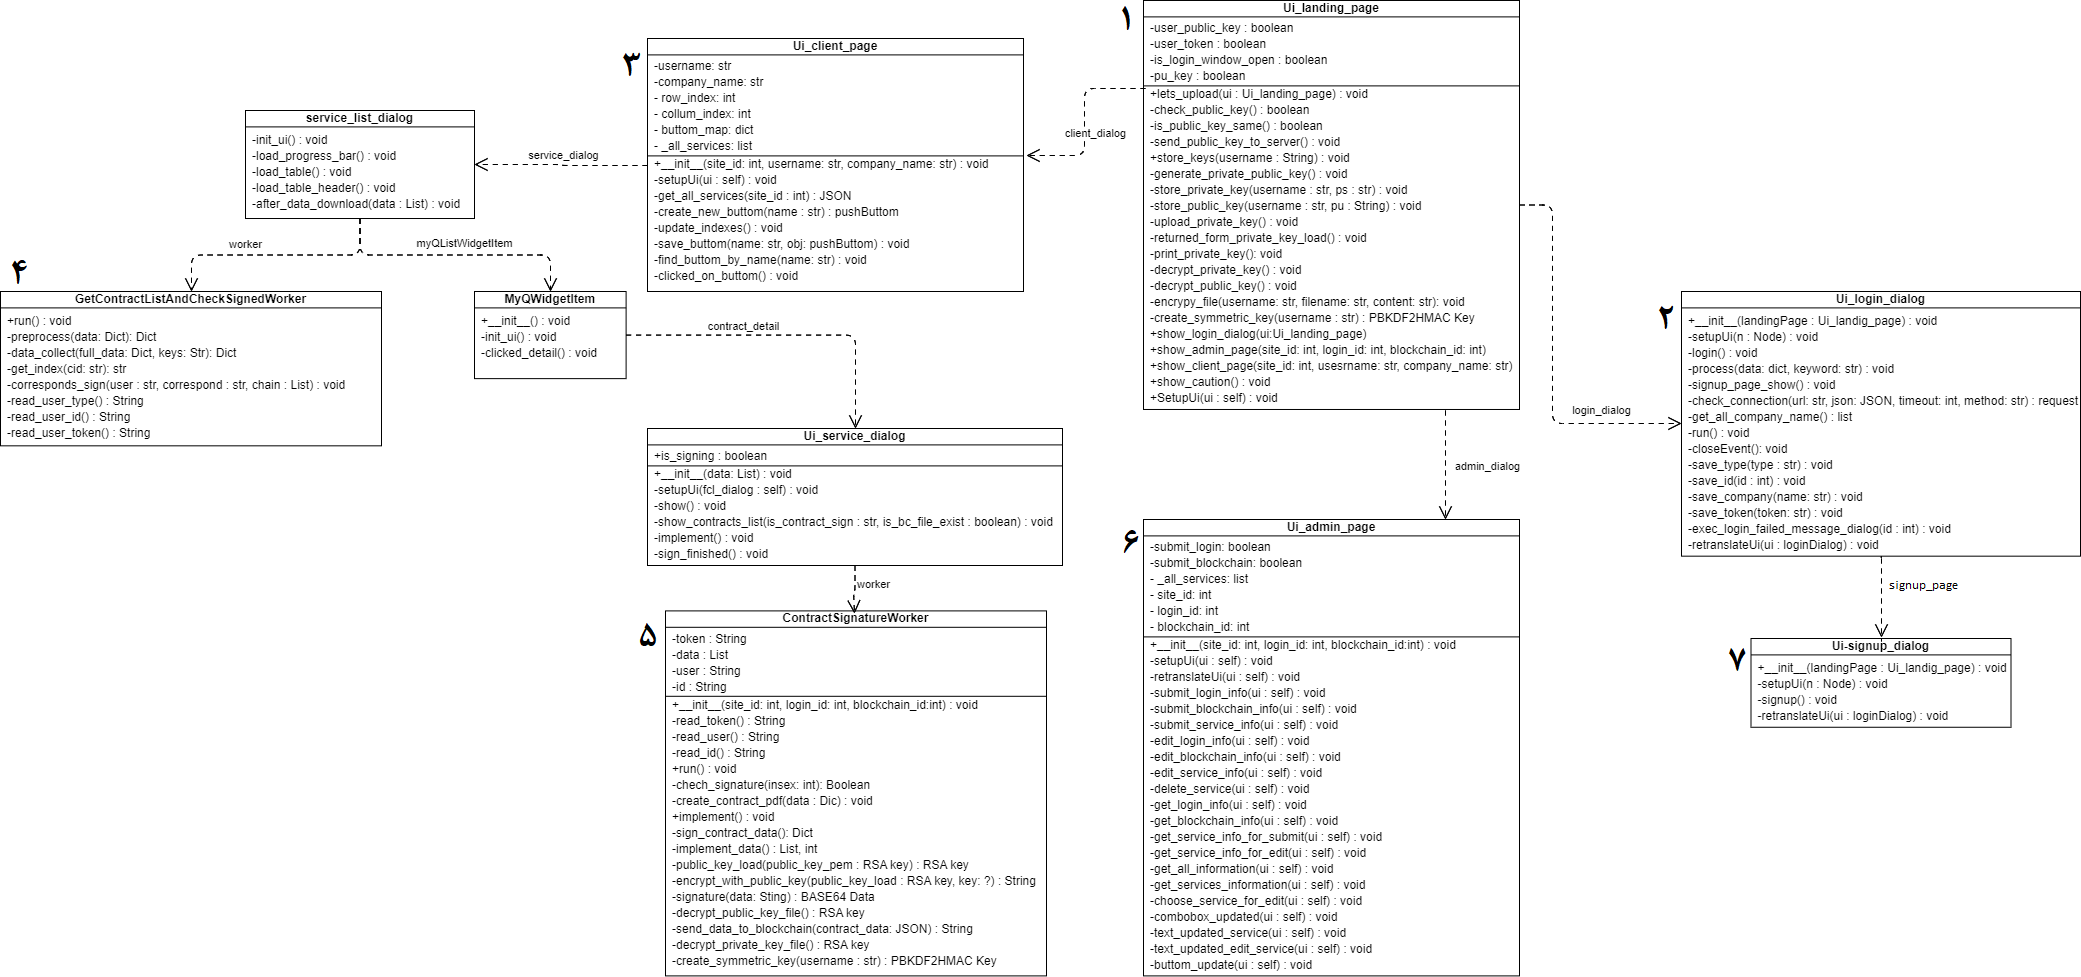 ۱
Ui_landing_page
-user_public_key : boolean
-user_token : boolean
-is_login_window_open : boolean
-pu_key : boolean
+lets_upload(ui : Ui_landing_page) : void
-check_public_key() : boolean
-is_public_key_same() : boolean
-send_public_key_to_server() : void
+store_keys(username : String) : void
-generate_private_public_key() : void
-store_private_key(username : str, ps : str) : void
-store_public_key(username : str, pu : String) : void
-upload_private_key() : void
-returned_form_private_key_load() : void
-print_private_key(): void
-decrypt_private_key() : void
-decrypt_public_key() : void
-encrypy_file(username: str, filename: str, content: str): void
-create_symmetric_key(username : str) : PBKDF2HMAC Key
+show_login_dialog(ui:Ui_landing_page)
+show_admin_page(site_id: int, login_id: int, blockchain_id: int)
+show_client_page(site_id: int, usesrname: str, company_name: str)
+show_caution() : void
+SetupUi(ui : self) : void
client_dialog
login_dialog
admin_dialog
۳
Ui_client_page
-username: str
-company_name: str
- row_index: int
- collum_index: int
- buttom_map: dict
- _all_services: list
+__init__(site_id: int, username: str, company_name: str) : void
-setupUi(ui : self) : void
-get_all_services(site_id : int) : JSON
-create_new_buttom(name : str) : pushButtom
-update_indexes() : void
-save_buttom(name: str, obj: pushButtom) : void
-find_buttom_by_name(name: str) : void
-clicked_on_buttom() : void
service_dialog
service_list_dialog
-init_ui() : void
-load_progress_bar() : void
-load_table() : void
-load_table_header() : void
-after_data_download(data : List) : void
worker
myQListWidgetItem
۴
GetContractListAndCheckSignedWorker
+run() : void
-preprocess(data: Dict): Dict
-data_collect(full_data: Dict, keys: Str): Dict
-get_index(cid: str): str
-corresponds_sign(user : str, correspond : str, chain : List) : void
-read_user_type() : String
-read_user_id() : String
-read_user_token() : String
MyQWidgetItem
+__init__() : void
-init_ui() : void
-clicked_detail() : void
contract_detail
Ui_service_dialog
+is_signing : boolean
+__init__(data: List) : void
-setupUi(fcl_dialog : self) : void
-show() : void
-show_contracts_list(is_contract_sign : str, is_bc_file_exist : boolean) : void
-implement() : void
-sign_finished() : void
worker
۵
ContractSignatureWorker
-token : String
-data : List
-user : String
-id : String
+__init__(site_id: int, login_id: int, blockchain_id:int) : void
-read_token() : String
-read_user() : String
-read_id() : String
+run() : void
-chech_signature(insex: int): Boolean
-create_contract_pdf(data : Dic) : void
+implement() : void
-sign_contract_data(): Dict
-implement_data() : List, int
-public_key_load(public_key_pem : RSA key) : RSA key
-encrypt_with_public_key(public_key_load : RSA key, key: ?) : String
-signature(data: Sting) : BASE64 Data
-decrypt_public_key_file() : RSA key
-send_data_to_blockchain(contract_data: JSON) : String
-decrypt_private_key_file() : RSA key
-create_symmetric_key(username : str) : PBKDF2HMAC Key
۶
Ui_admin_page
-submit_login: boolean
-submit_blockchain: boolean
- _all_services: list
- site_id: int
- login_id: int
- blockchain_id: int
+__init__(site_id: int, login_id: int, blockchain_id:int) : void
-setupUi(ui : self) : void
-retranslateUi(ui : self) : void
-submit_login_info(ui : self) : void
-submit_blockchain_info(ui : self) : void
-submit_service_info(ui : self) : void
-edit_login_info(ui : self) : void
-edit_blockchain_info(ui : self) : void
-edit_service_info(ui : self) : void
-delete_service(ui : self) : void
-get_login_info(ui : self) : void
-get_blockchain_info(ui : self) : void
-get_service_info_for_submit(ui : self) : void
-get_service_info_for_edit(ui : self) : void
-get_all_information(ui : self) : void
-get_services_information(ui : self) : void
-choose_service_for_edit(ui : self) : void
-combobox_updated(ui : self) : void
-text_updated_service(ui : self) : void
-text_updated_edit_service(ui : self) : void
-buttom_update(ui : self) : void
۲
Ui_login_dialog
+__init__(landingPage : Ui_landig_page) : void
-setupUi(n : Node) : void
-login() : void
-process(data: dict, keyword: str) : void
-signup_page_show() : void
-check_connection(url: str, json: JSON, timeout: int, method: str) : request
-get_all_company_name() : list
-run() : void
-closeEvent(): void
-save_type(type : str) : void
-save_id(id : int) : void
-save_company(name: str) : void
-save_token(token: str) : void
-exec_login_failed_message_dialog(id : int) : void
-retranslateUi(ui : loginDialog) : void
signup_page
۷
Ui-signup_dialog
+__init__(landingPage : Ui_landig_page) : void
-setupUi(n : Node) : void
-signup() : void
-retranslateUi(ui : loginDialog) : void